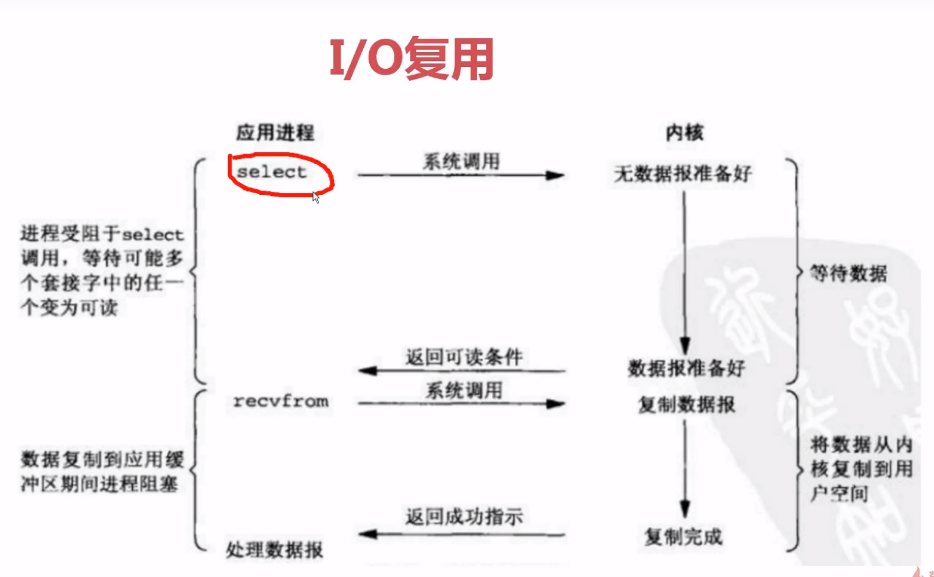 I/O复用
应用进程
内核
select
系统调用
无数据报准备好
进程受阻于select
调用，等待可能多
个套接字中的任一
个变为可读
等待数据
返回可读条件
数据报准备好
recvfrom
系统调用
复制数据报
数据复制到应用缓
冲区期间进程阻塞
将数据从内
核复制到用
户空间
返回成功指示
处理数据报
复制完成